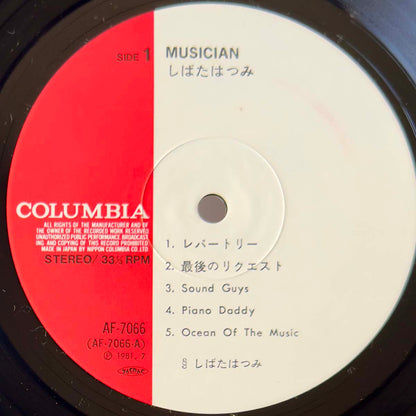 SIDE 1 MUSICIAN
しばたはつみ
COLUMBIA
ALL RIGHTS OF THE MANUFACTURER AND OF
THE OWNER OF THE RECORDED WORK RESERVED
UNAUTHORIZED PUBLIC PERFORMANCE BROADCAST-
ING AND COPYING OF THIS RECORD PROHIBITED
MADE IN JAPAN BY NIPPON COLUMBIA CO.LTD
STEREO/33⅓ RPM
AF-7066
(AF-7066-A)
Ⓟ 1981. 7
1. レパートリー
2. 最後のリクエスト
3. Sound Guys
4. Piano Daddy
5. Ocean Of The Music
§ しばたはつみ